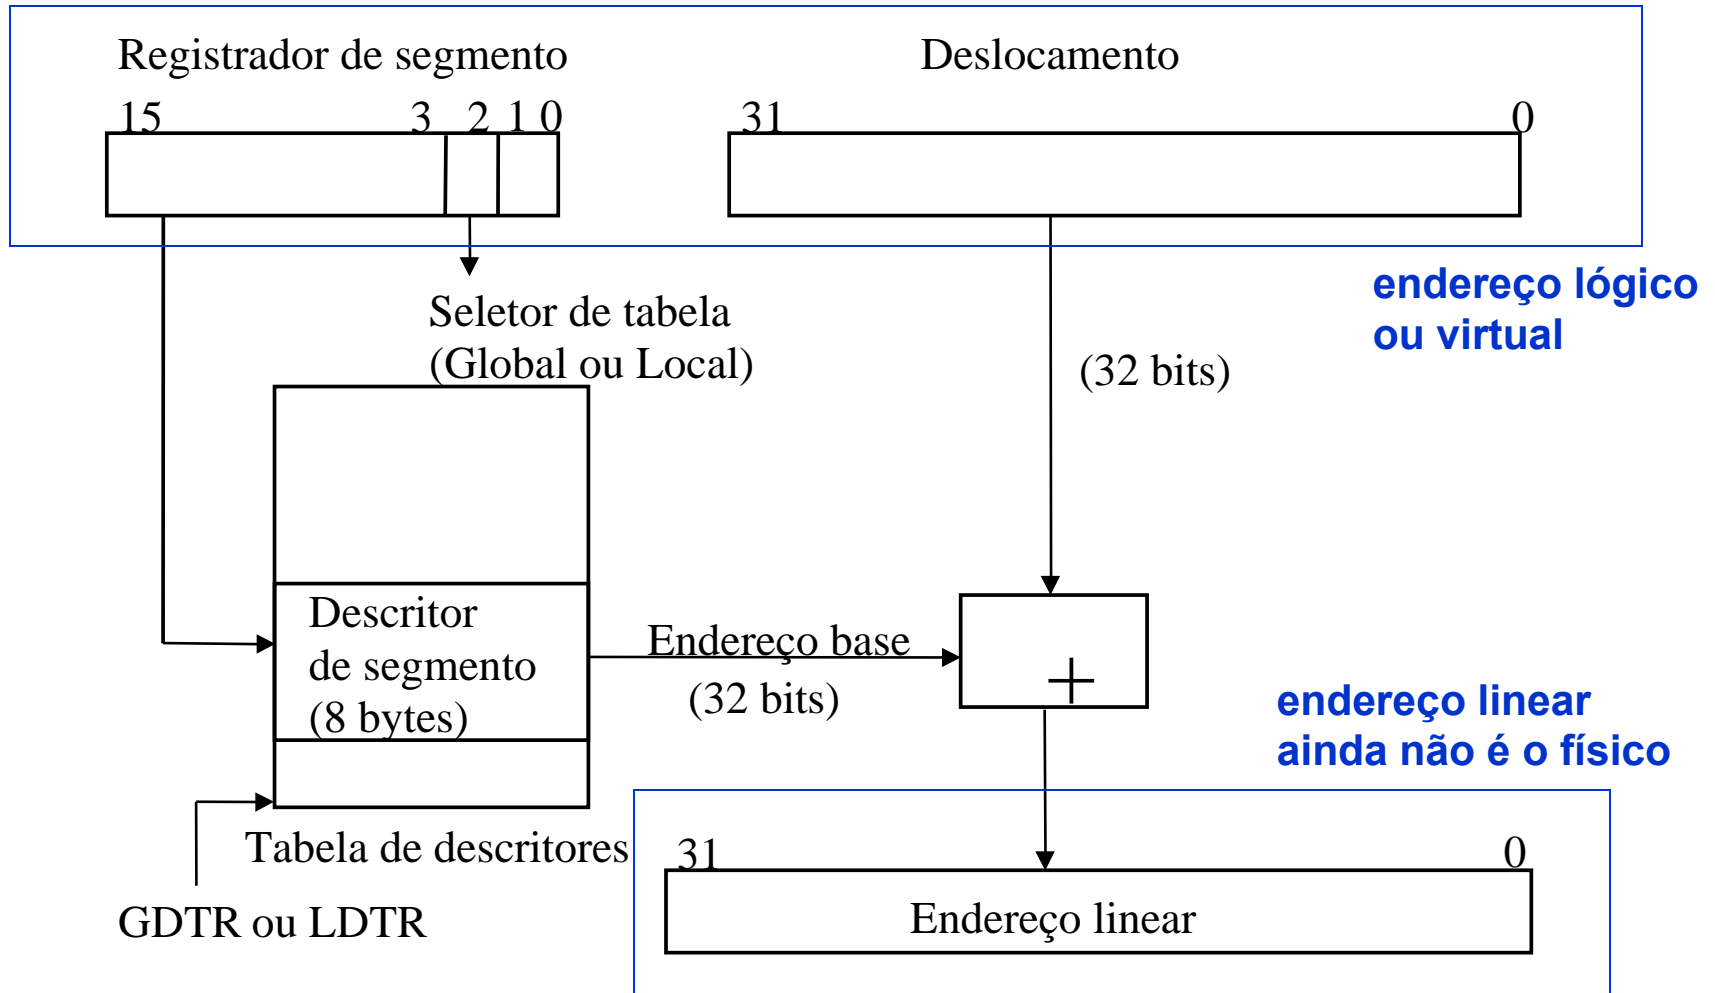 Registrador de segmento
Deslocamento
15 3 2 1 0
31 0
endereço lógico
ou virtual
Seletor de tabela
(Global ou Local)
(32 bits)
Descritor
de segmento
(8 bytes)
Endereço base
(32 bits)
+
endereço linear
ainda não é o físico
Tabela de descritores
31 0
GDTR ou LDTR
Endereço linear